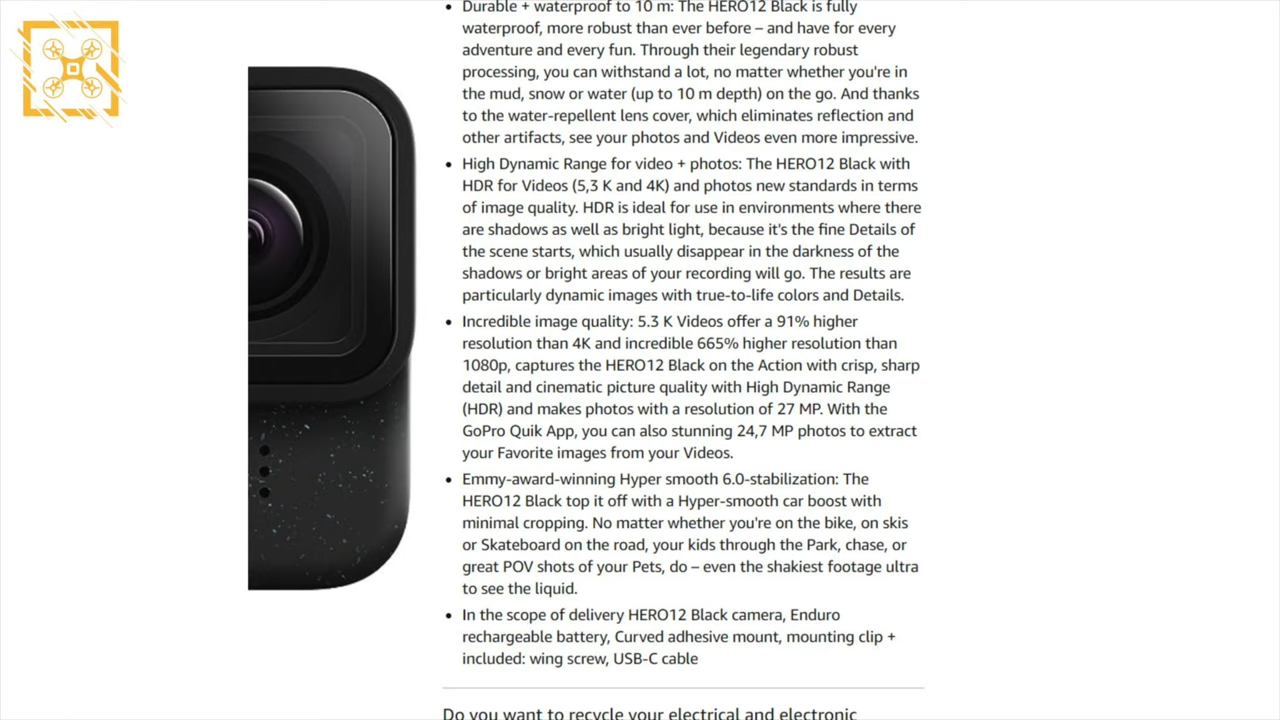 • Durable + waterproof to 10 m: The HERO12 Black is fully
waterproof, more robust than ever before – and have for every
adventure and every fun. Through their legendary robust
processing, you can withstand a lot, no matter whether you're in
the mud, snow or water (up to 10 m depth) on the go. And thanks
to the water-repellent lens cover, which eliminates reflection and
other artifacts, see your photos and Videos even more impressive.
• High Dynamic Range for video + photos: The HERO12 Black with
HDR for Videos (5,3 K and 4K) and photos new standards in terms
of image quality. HDR is ideal for use in environments where there
are shadows as well as bright light, because it's the fine Details of
the scene starts, which usually disappear in the darkness of the
shadows or bright areas of your recording will go. The results are
particularly dynamic images with true-to-life colors and Details.
• Incredible image quality: 5.3 K Videos offer a 91% higher
resolution than 4K and incredible 665% higher resolution than
1080p, captures the HERO12 Black on the Action with crisp, sharp
detail and cinematic picture quality with High Dynamic Range
(HDR) and makes photos with a resolution of 27 MP. With the
GoPro Quik App, you can also stunning 24,7 MP photos to extract
your Favorite images from your Videos.
• Emmy-award-winning Hyper smooth 6.0-stabilization: The
HERO12 Black top it off with a Hyper-smooth car boost with
minimal cropping. No matter whether you're on the bike, on skis
or Skateboard on the road, your kids through the Park, chase, or
great POV shots of your Pets, do – even the shakiest footage ultra
to see the liquid.
• In the scope of delivery HERO12 Black camera, Enduro
rechargeable battery, Curved adhesive mount, mounting clip +
included: wing screw, USB-C cable
Do you want to recycle your electrical and electronic